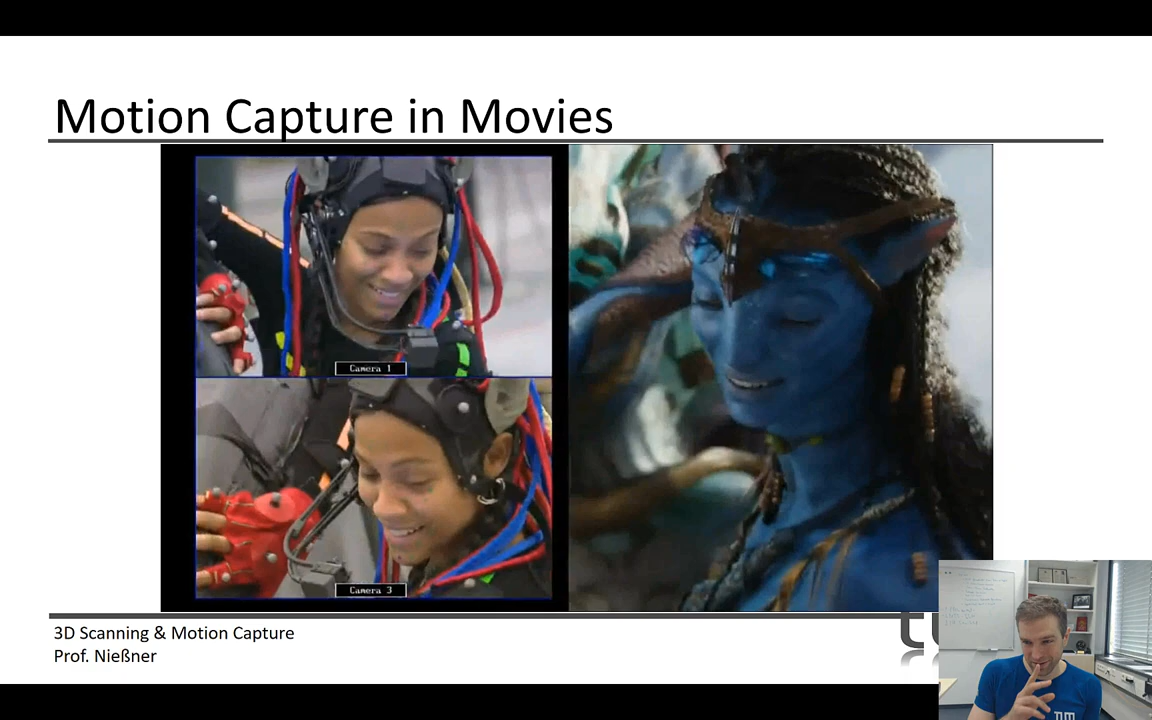 Motion Capture in Movies
Camera 1
Camera 3
3D Scanning & Motion Capture
Prof. Nießner